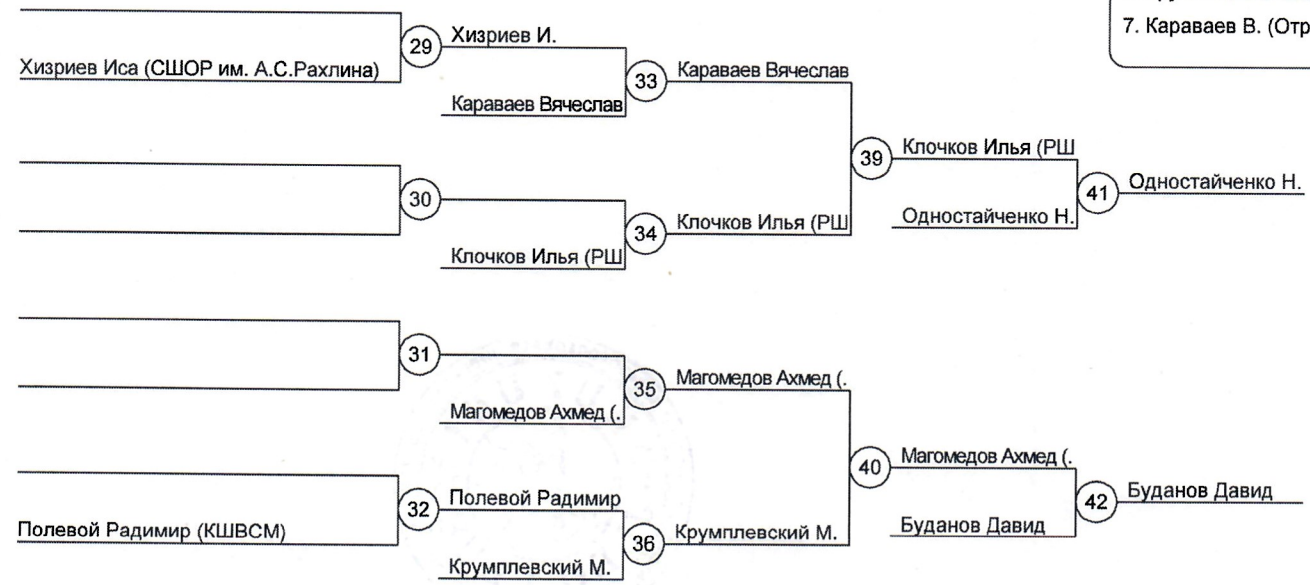 7. Караваев В. (Отр
29
Хизриев И.
Хизриев Иса (СШОР им. А.С.Рахлина)
33
Караваев Вячеслав
Караваев Вячеслав
39
Клочков Илья (РШ
30
41
Одностайченко Н.
34
Клочков Илья (РШ
Одностайченко Н.
Клочков Илья (РШ
31
35
Магомедов Ахмед (.
Магомедов Ахмед (.
40
Магомедов Ахмед (.
32
Полевой Радимир
42
Буданов Давид
Полевой Радимир (КШВСМ)
36
Крумплевский М.
Буданов Давид
Крумплевский М.